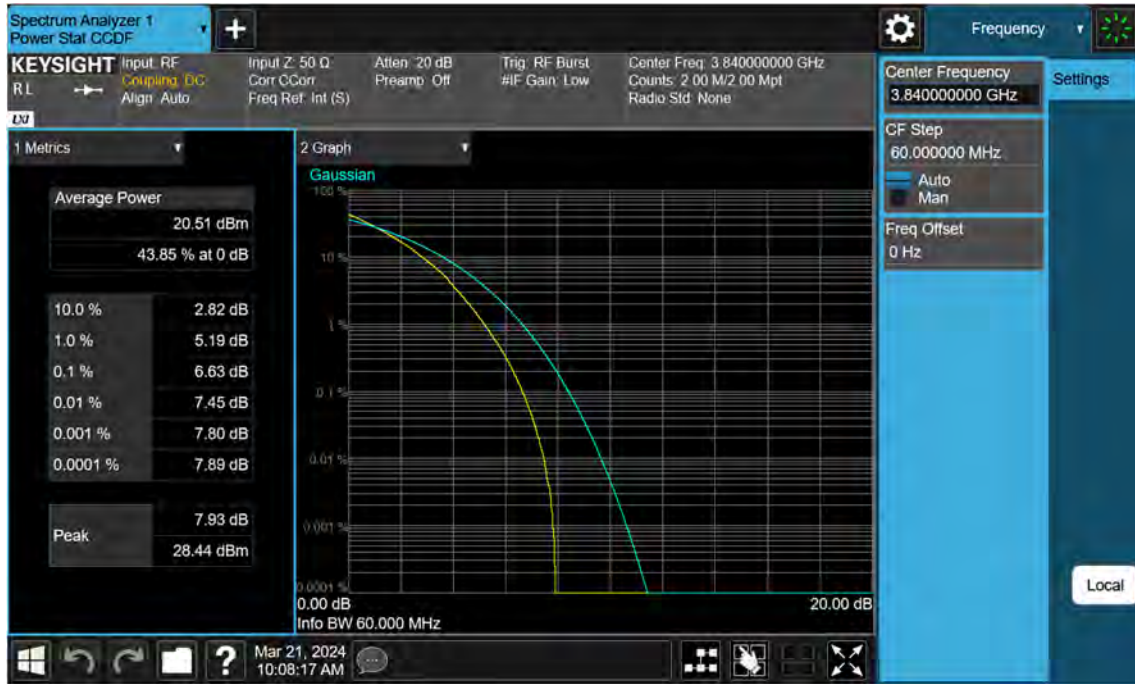 Spectrum Analyzer 1
Power Stat CCDF
+
Frequency
KEYSIGHT
R L
LXI
Input: RF
Coupling: DC
Align: Auto
Input Z: 50 Ω
Corr CCorr
Freq Ref: Int (S)
Atten: 20 dB
Preamp: Off
Trig: RF Burst
#IF Gain: Low
Center Freq: 3.840000000 GHz
Counts: 2.00 M/2.00 Mpt
Radio Std: None
Center Frequency
3.840000000 GHz
Settings
CF Step
60.000000 MHz
Auto
Man
Freq Offset
0 Hz
1 Metrics
Average Power
20.51 dBm
43.85 % at 0 dB
10.0 % 2.82 dB
1.0 % 5.19 dB
0.1 % 6.63 dB
0.01 % 7.45 dB
0.001 % 7.80 dB
0.0001 % 7.89 dB
Peak
7.93 dB
28.44 dBm
2 Graph
Gaussian
100 %
10 %
1 %
0.1 %
0.01 %
0.001 %
0.0001 %
0.00 dB
20.00 dB
Info BW 60.000 MHz
Local
?
Mar 21, 2024
10:08:17 AM